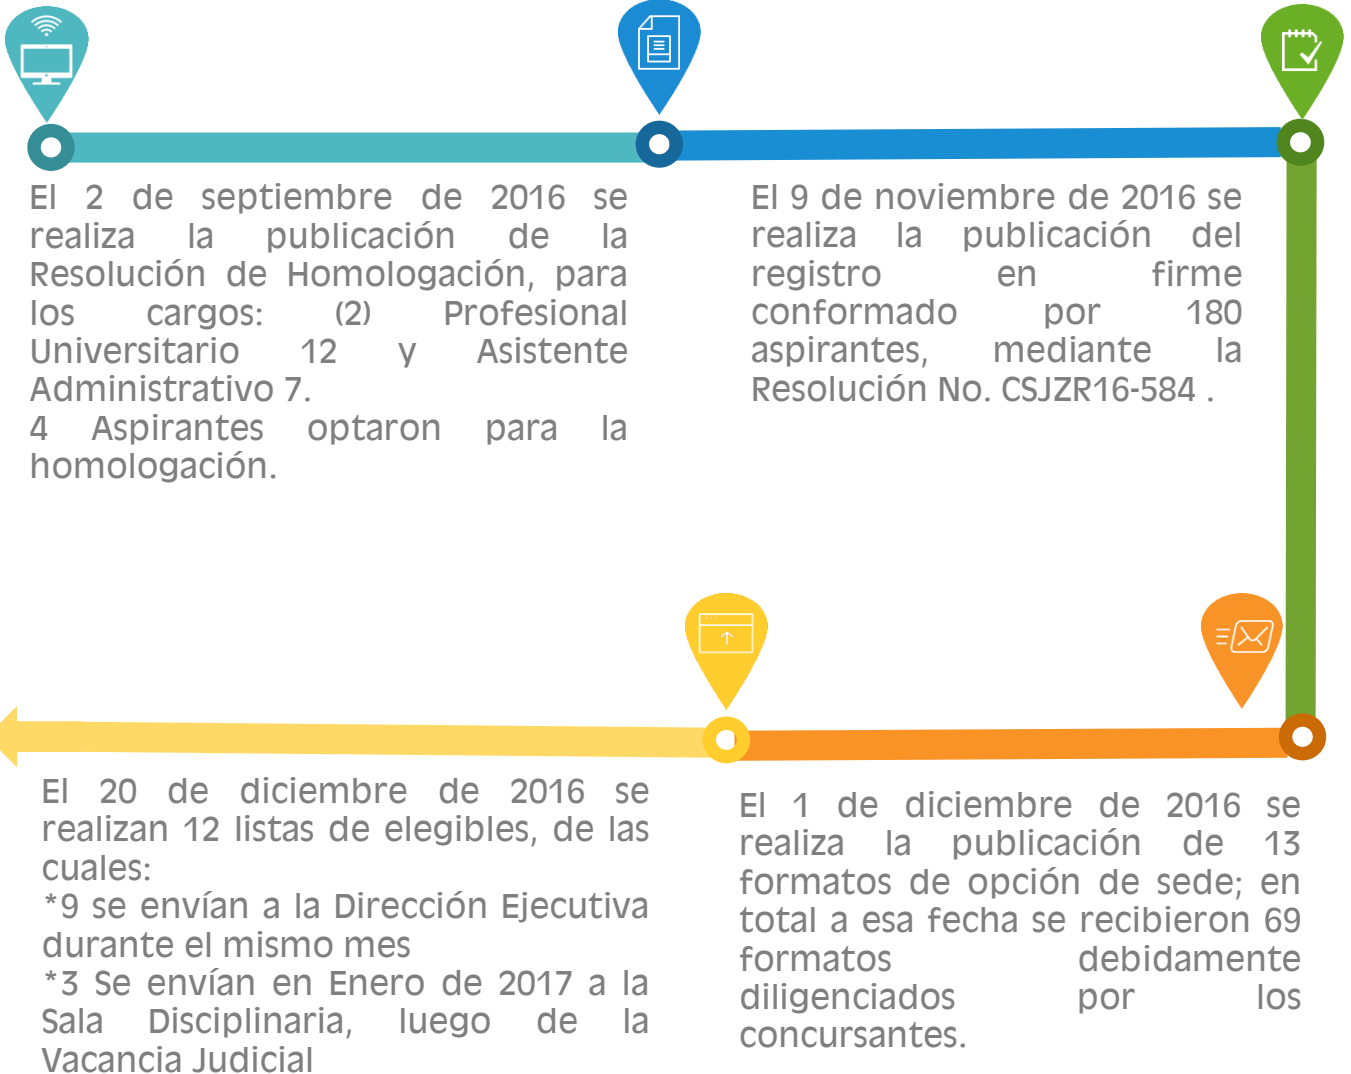 El 2 de septiembre de 2016 se
realiza la publicación de la
Resolución de Homologación, para
los cargos: (2) Profesional
Universitario 12 y Asistente
Administrativo 7.
4 Aspirantes optaron para la
homologación.
El 9 de noviembre de 2016 se
realiza la publicación del
registro en firme
conformado por 180
aspirantes, mediante la
Resolución No. CSJZR16-584 .
El 1 de diciembre de 2016 se
realiza la publicación de 13
formatos de opción de sede; en
total a esa fecha se recibieron 69
formatos debidamente
diligenciados por los
concursantes.
El 20 de diciembre de 2016 se
realizan 12 listas de elegibles, de las
cuales:
*9 se envían a la Dirección Ejecutiva
durante el mismo mes
*3 Se envían en Enero de 2017 a la
Sala Disciplinaria, luego de la
Vacancia Judicial